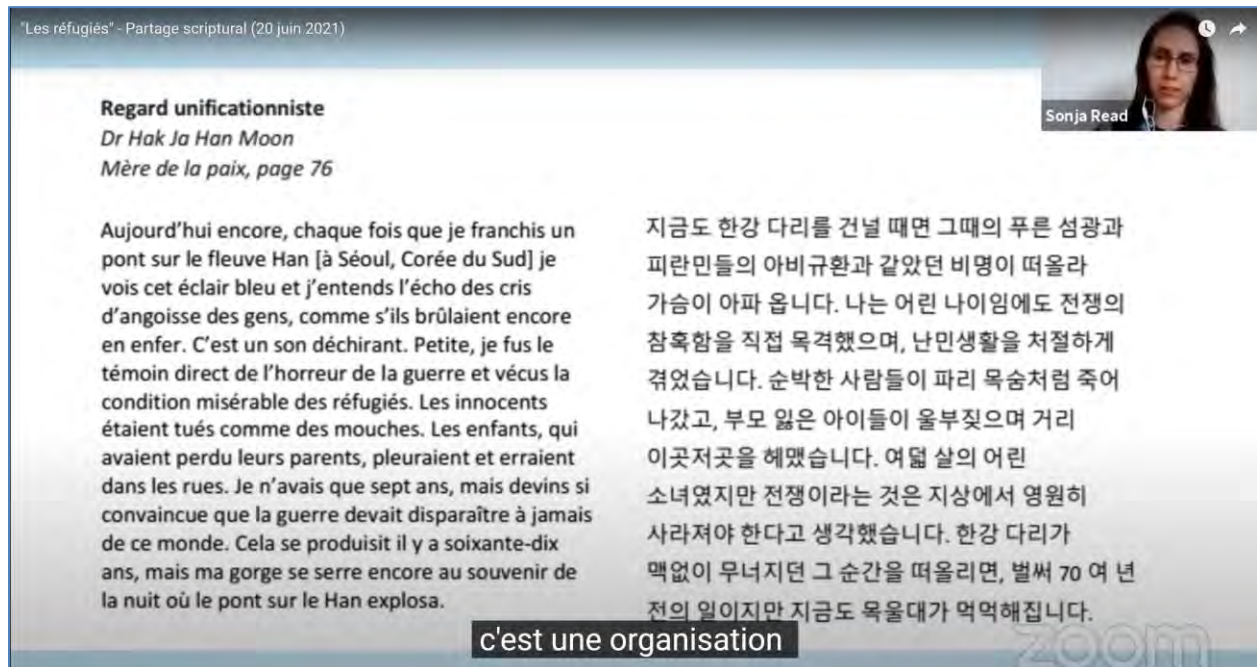 "Les réfugiés" - Partage scriptural (20 juin 2021)
Sonja Read
Regard unificationniste
Dr Hak Ja Han Moon
Mère de la paix, page 76
Aujourd'hui encore, chaque fois que je franchis un
pont sur le fleuve Han [à Séoul, Corée du Sud] je
vois cet éclair bleu et j'entends l'écho des cris
d'angoisse des gens, comme s'ils brûlaient encore
en enfer. C'est un son déchirant. Petite, je fus le
témoin direct de l'horreur de la guerre et vécus la
condition misérable des réfugiés. Les innocents
étaient tués comme des mouches. Les enfants, qui
avaient perdu leurs parents, pleuraient et erraient
dans les rues. Je n'avais que sept ans, mais devins si
convaincue que la guerre devait disparaître à jamais
de ce monde. Cela se produisit il y a soixante-dix
ans, mais ma gorge se serre encore au souvenir de
la nuit où le pont sur le Han explosa.
지금도 한강 다리를 건널 때면 그때의 푸른 섬광과
피란민들의 아비규환과 같았던 비명이 떠올라
가슴이 아파 옵니다. 나는 어린 나이임에도 전쟁의
참혹함을 직접 목격했으며, 난민생활을 처절하게
겪었습니다. 순박한 사람들이 파리 목숨처럼 죽어
나갔고, 부모 잃은 아이들이 울부짖으며 거리
이곳저곳을 헤맸습니다. 여덟 살의 어린
소녀였지만 전쟁이라는 것은 지상에서 영원히
사라져야 한다고 생각했습니다. 한강 다리가
맥없이 무너지던 그 순간을 떠올리면, 벌써 70 여 년
전의 일이지만 지금도 목울대가 먹먹해집니다.
c'est une organisation
zoom